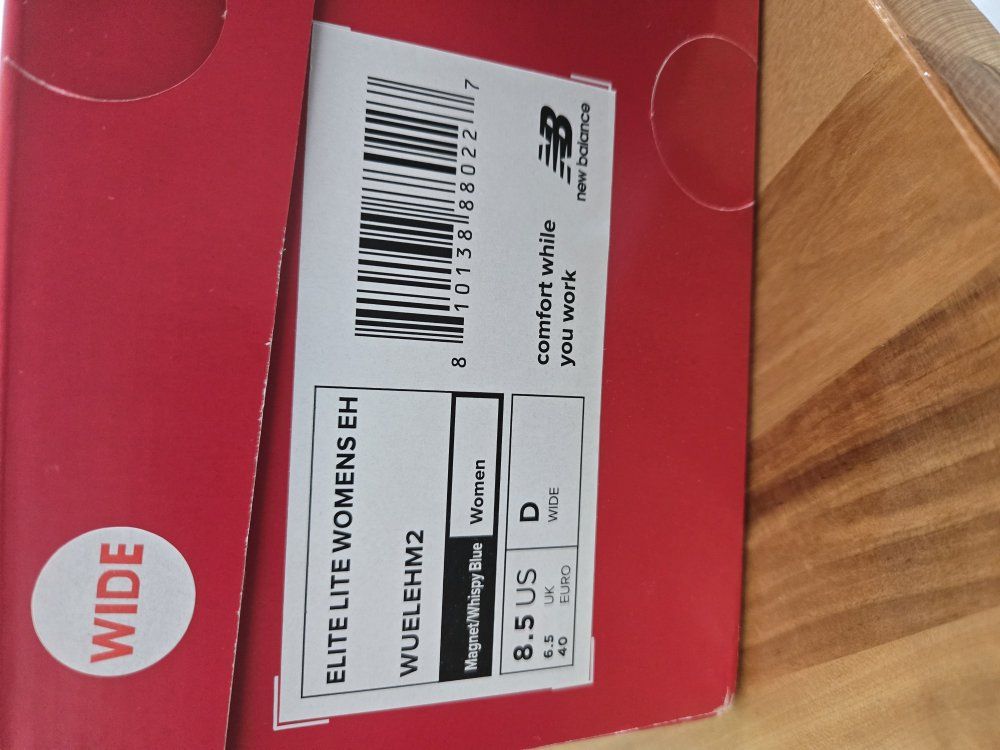 WIDE
ELITE LITE WOMENS EH
WUELEHM2
Magnet/Whispy Blue Women
8.5 US D
6.5 UK WIDE
40 EURO
8 10138 88022 7
comfort while
you work
NB
new balance